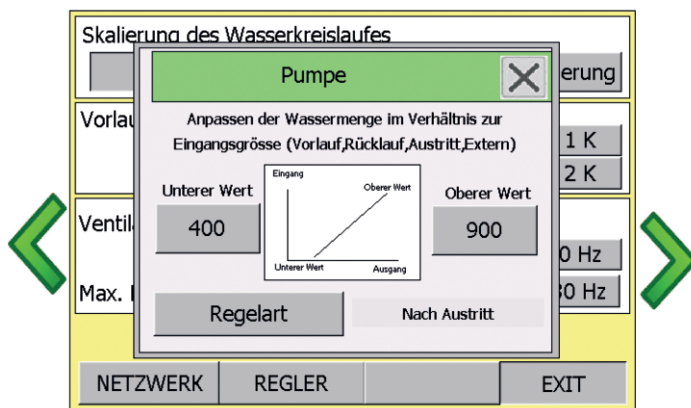 Skalierung des Wasserkreislaufes
Pumpe
erung
Anpassen der Wassermenge im Verhältnis zur
Eingangsgrösse (Vorlauf,Rücklauf,Austritt,Extern)
Vorlau
1 K
2 K
Unterer Wert
Eingang
Oberer Wert
Oberer Wert
400
900
Unterer Wert
Ausgang
Ventil
0 Hz
Max.
30 Hz
Regelart
Nach Austritt
NETZWERK
REGLER
EXIT